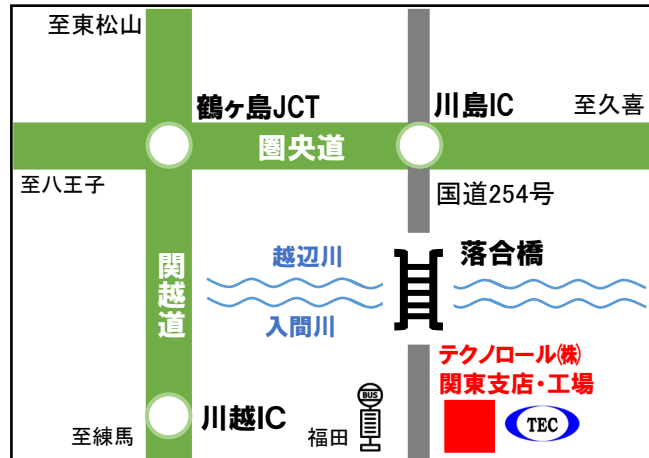 至東松山
鶴ヶ島JCT
川島IC
至久喜
圏央道
至八王子
国道254号
関越道
越辺川
落合橋
入間川
テクノロール㈱
関東支店・工場
BUS
TEC
川越IC
至練馬
福田